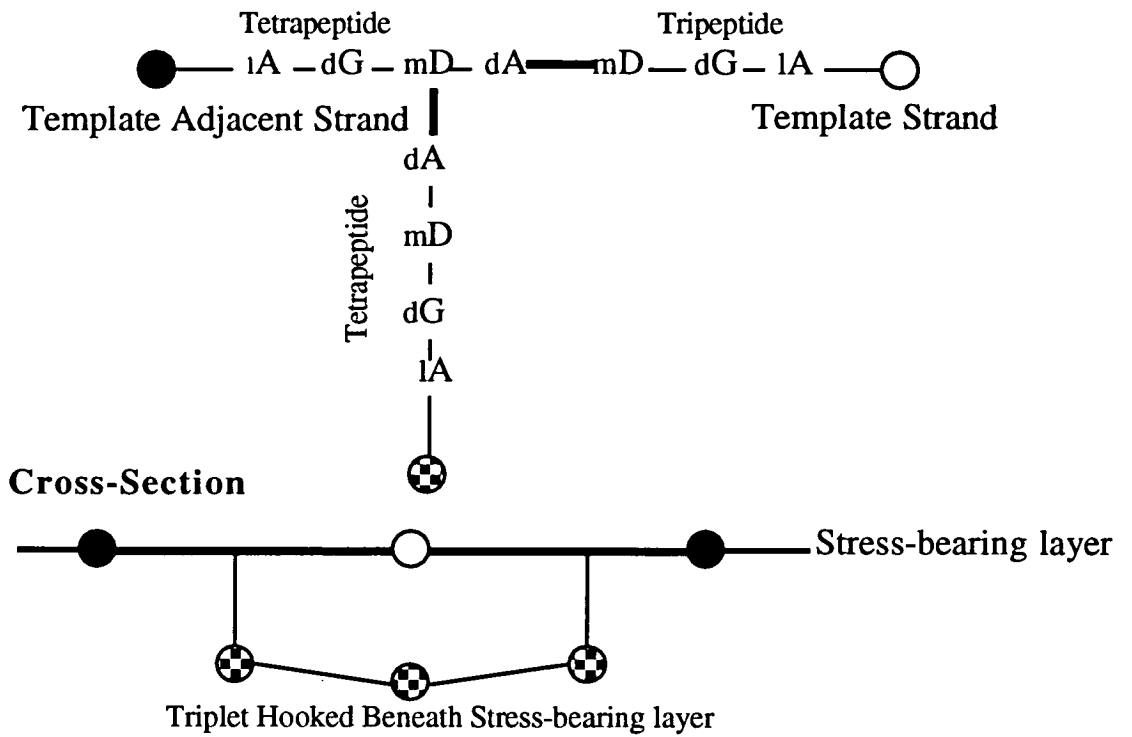 Tetrapeptide Tripeptide
lA dG mD dA mD dG lA
Template Adjacent Strand Template Strand
dA
mD
dG
lA
Tetrapeptide
Cross-Section
Stress-bearing layer
Triplet Hooked Beneath Stress-bearing layer